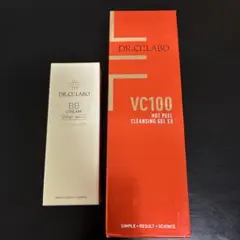 DR.CI:LABO
BB
CREAM
DR.CI:LABO
VC100
HOT PEEL
CLEANSING GEL EX
SIMPLE+RESULT+SCIENCE